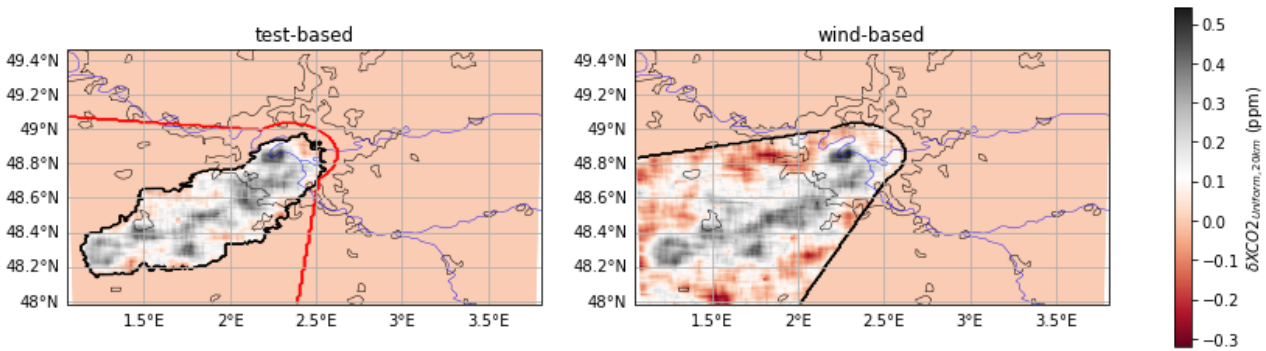 test-based
wind-based
49.4°N
49.2°N
49°N
48.8°N
48.6°N
48.4°N
48.2°N
48°N
1.5°E 2°E 2.5°E 3°E 3.5°E
49.4°N
49.2°N
49°N
48.8°N
48.6°N
48.4°N
48.2°N
48°N
1.5°E 2°E 2.5°E 3°E 3.5°E
0.5
0.4
0.3
0.2
0.1
0.0
−0.1
−0.2
−0.3
δXCO2Uniform,20km (ppm)